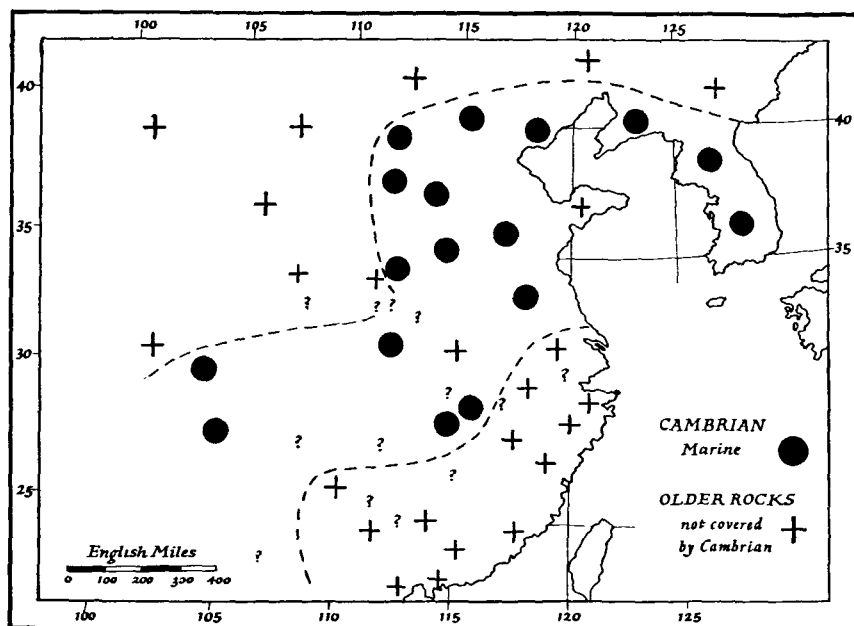 100 105 110 115 120 125
40
40
35
35
30
25
? ? ? ?
? ? ?
? ?
? ? ?
?
CAMBRIAN
Marine
OLDER ROCKS
not covered
by Cambrian
English Miles
0 100 200 300 400
100 105 110 115 120 125